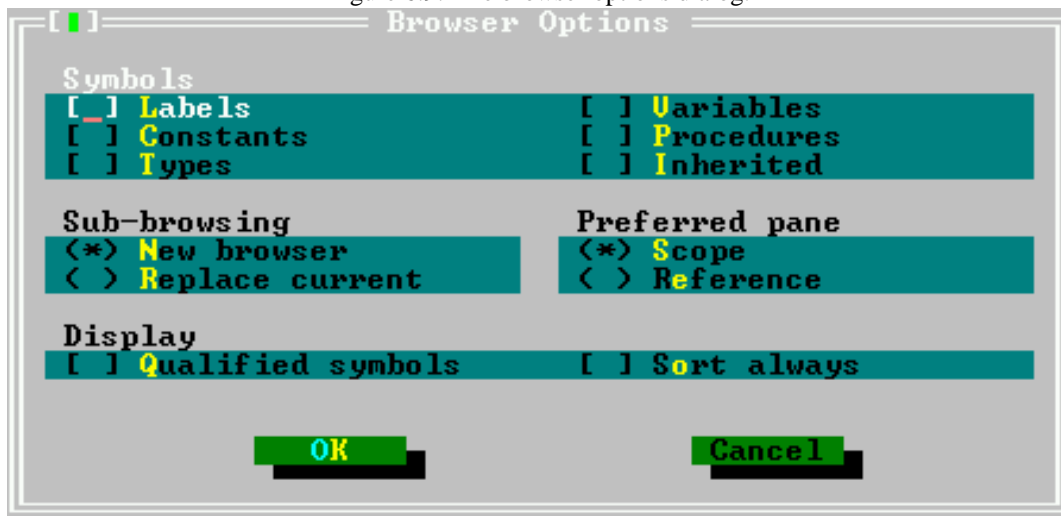 Browser Options
Symbols
[_] Labels [ ] Variables
[ ] Constants [ ] Procedures
[ ] Types [ ] Inherited
Sub-browsing Preferred pane
(*) New browser (*) Scope
( ) Replace current ( ) Reference
Display
[ ] Qualified symbols [ ] Sort always
OK Cancel